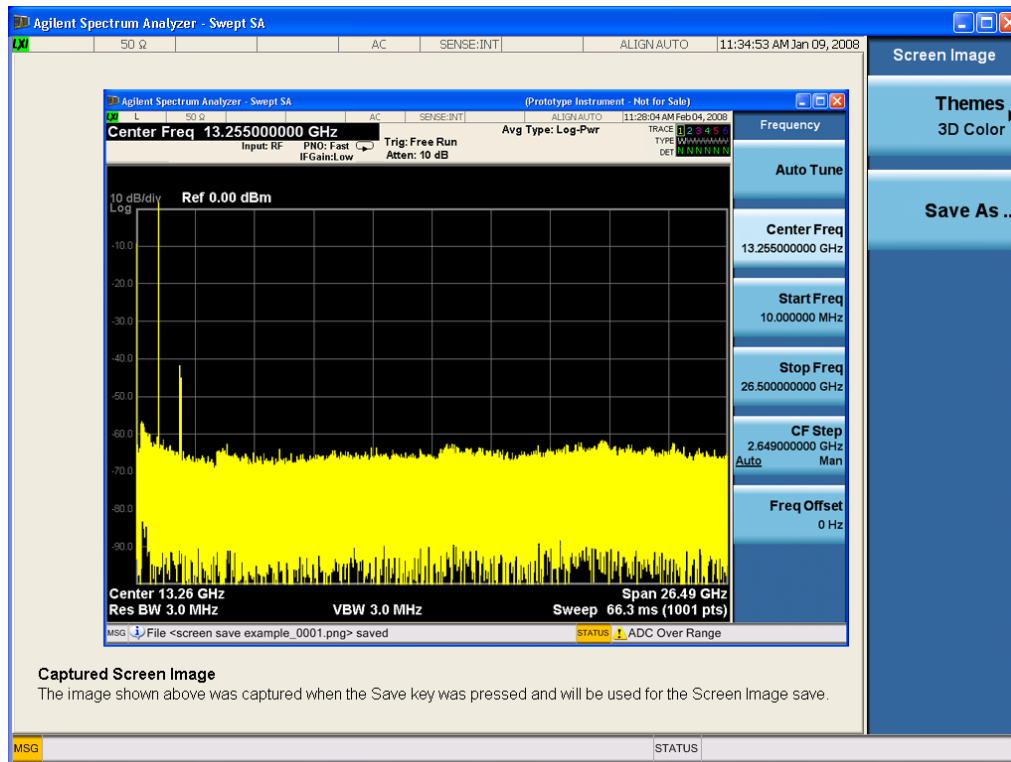 Agilent Spectrum Analyzer - Swept SA
LXI 50 Ω AC SENSE:INT ALIGN AUTO 11:34:53 AM Jan 09, 2008
Screen Image
Themes
3D Color
Save As ..
Agilent Spectrum Analyzer - Swept SA (Prototype Instrument - Not for Sale)
LXI L 50 Ω AC SENSE:INT ALIGNAUTO 11:28:04 AM Feb 04, 2008
Center Freq 13.255000000 GHz
Input: RF PNO: Fast
IFGain:Low
Trig: Free Run
Atten: 10 dB
Avg Type: Log-Pwr
TRACE 1 2 3 4 5 6
TYPE WWWWWW
DET N N N N N N
10 dB/div Ref 0.00 dBm
Log
-10.0
-20.0
-30.0
-40.0
-50.0
-60.0
-70.0
-80.0
-90.0
Center 13.26 GHz Span 26.49 GHz
Res BW 3.0 MHz VBW 3.0 MHz Sweep 66.3 ms (1001 pts)
MSG File <screen save example_0001.png> saved STATUS ADC Over Range
Frequency
Auto Tune
Center Freq
13.255000000 GHz
Start Freq
10.000000 MHz
Stop Freq
26.500000000 GHz
CF Step
2.649000000 GHz
Auto Man
Freq Offset
0 Hz
Captured Screen Image
The image shown above was captured when the Save key was pressed and will be used for the Screen Image save.
MSG STATUS